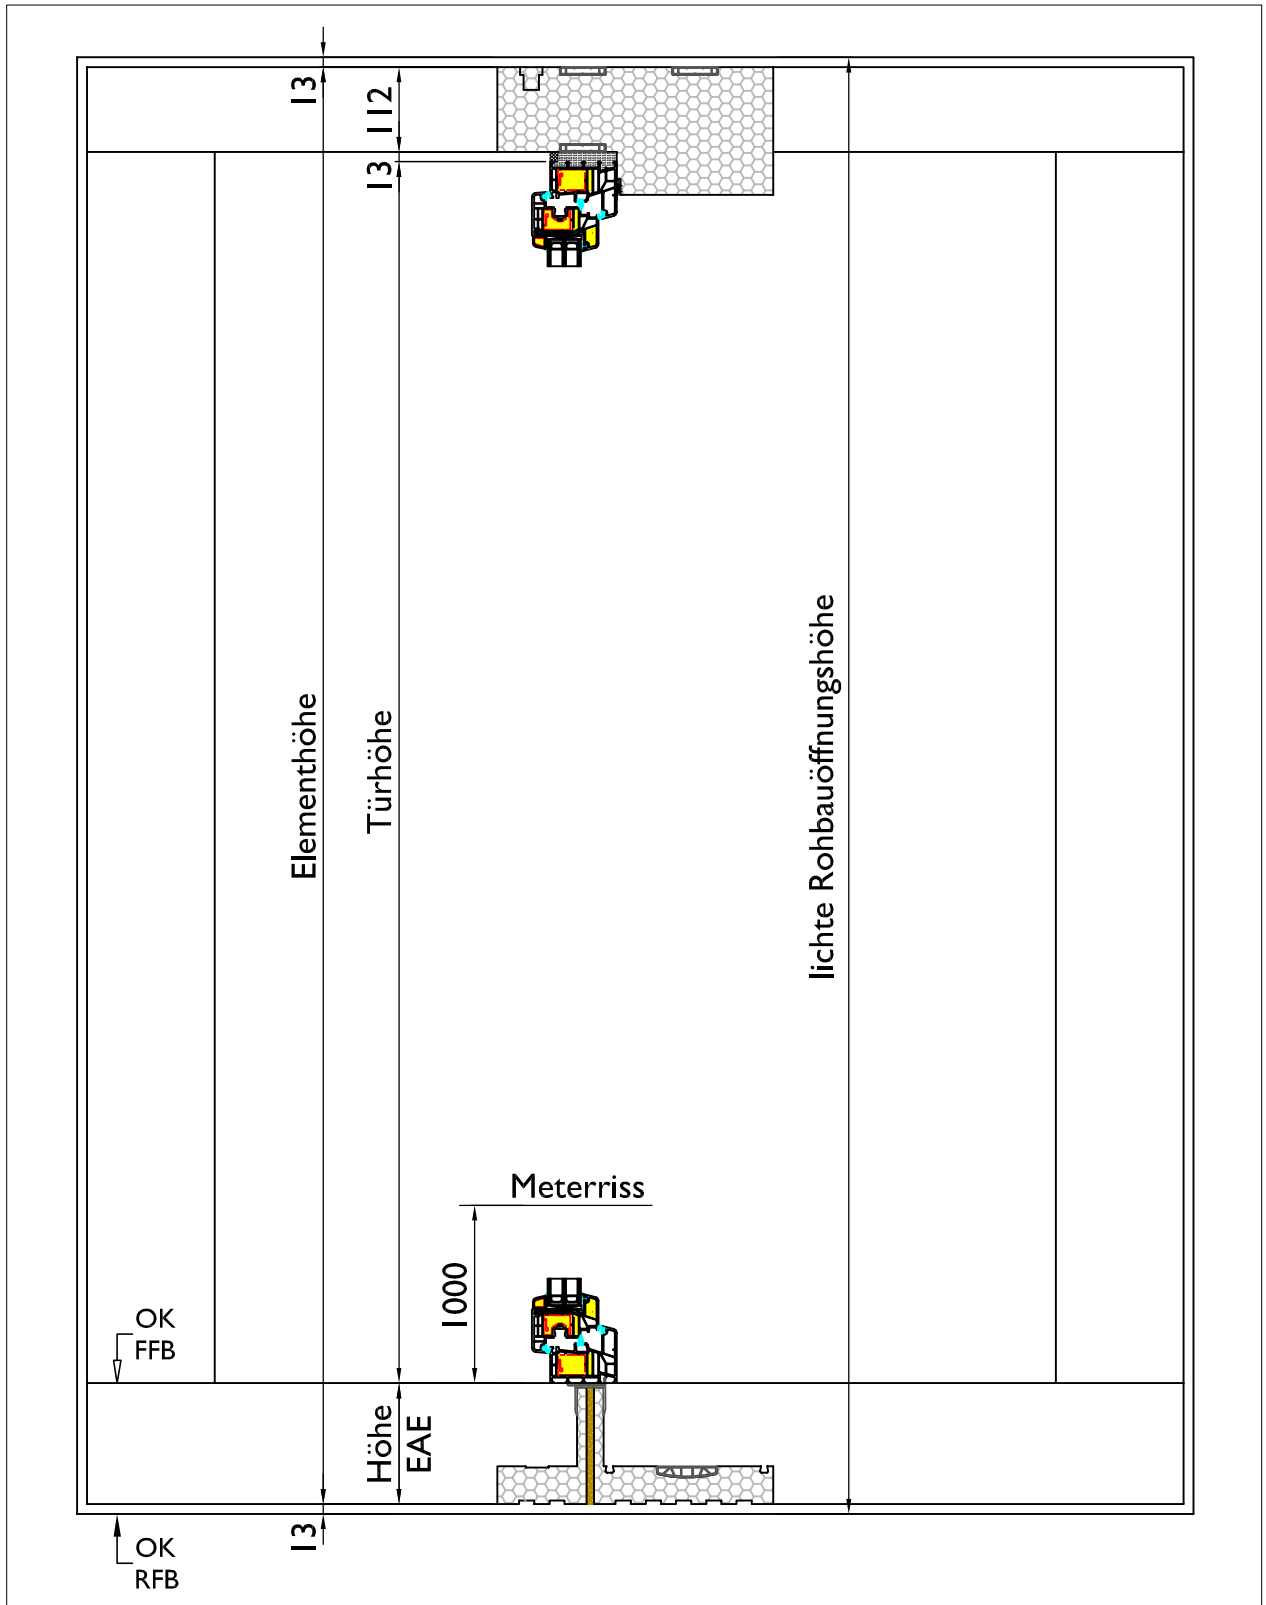 13
112
13
Elementhöhe
Türhöhe
lichte Rohbauöffnungshöhe
Meterriss
1000
OK
FFB
Höhe
EAE
13
OK
RFB